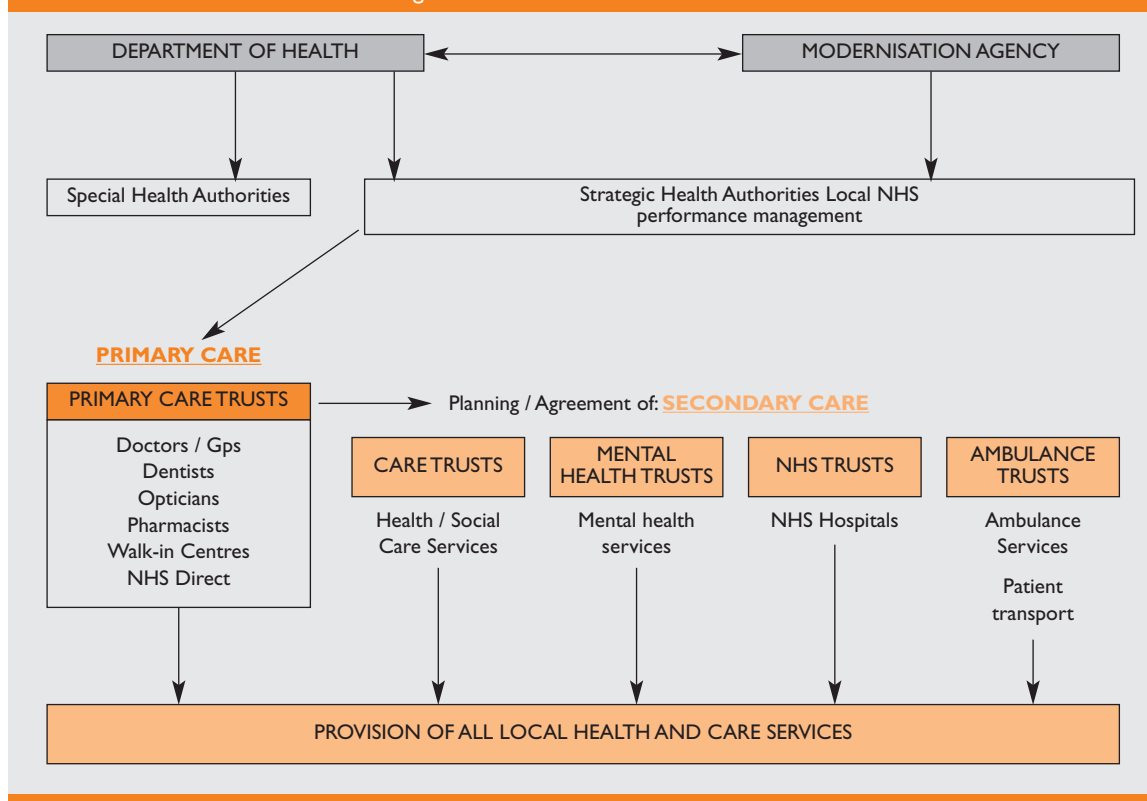 DEPARTMENT OF HEALTH
MODERNISATION AGENCY
Special Health Authorities
Strategic Health Authorities Local NHS
performance management
PRIMARY CARE
PRIMARY CARE TRUSTS
Doctors / Gps
Dentists
Opticians
Pharmacists
Walk-in Centres
NHS Direct
Planning / Agreement of: SECONDARY CARE
CARE TRUSTS
Health / Social
Care Services
MENTAL
HEALTH TRUSTS
Mental health
services
NHS TRUSTS
NHS Hospitals
AMBULANCE
TRUSTS
Ambulance
Services
Patient
transport
PROVISION OF ALL LOCAL HEALTH AND CARE SERVICES